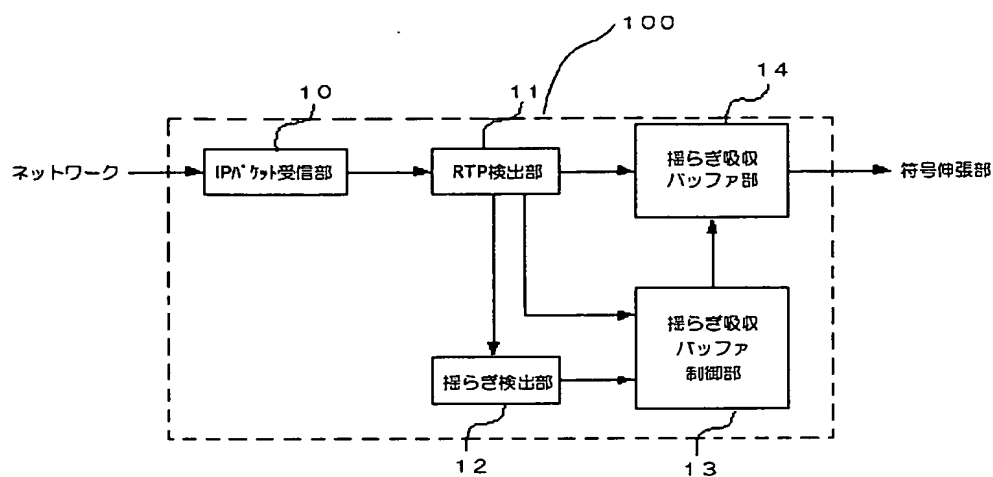 100
10
11
14
ネットワーク
IPパケット受信部
RTP検出部
揺らぎ吸収
バッファ部
符号伸張部
揺らぎ吸収
バッファ
制御部
揺らぎ検出部
12
13